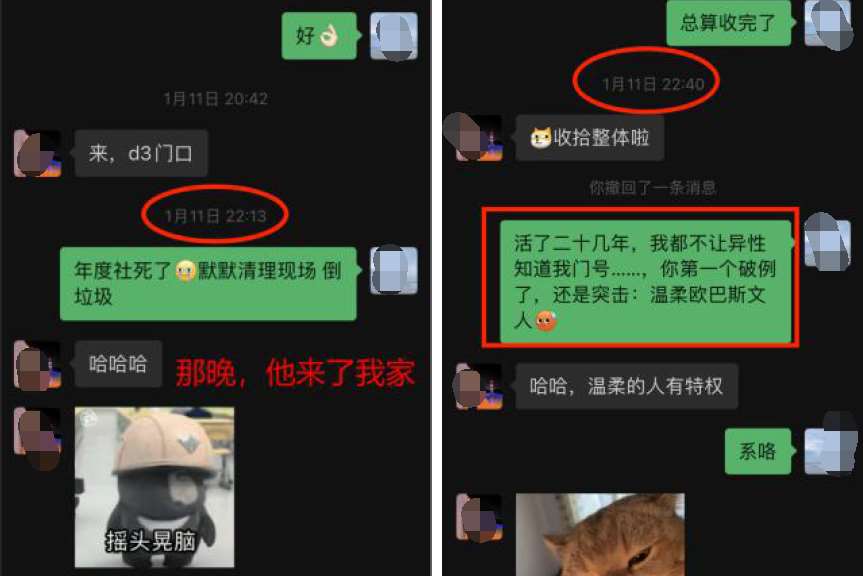 好👌🏻
1月11日 20:42
来，d3门口
1月11日 22:13
年度社死了😬默默清理现场 倒
垃圾
哈哈哈
那晚，他来了我家
摇头晃脑
总算收完了
1月11日 22:40
收拾整体啦
你撤回了一条消息
活了二十几年，我都不让异性
知道我门号......，你第一个破例
了，还是突击：温柔欧巴斯文
人
哈哈，温柔的人有特权
系咯